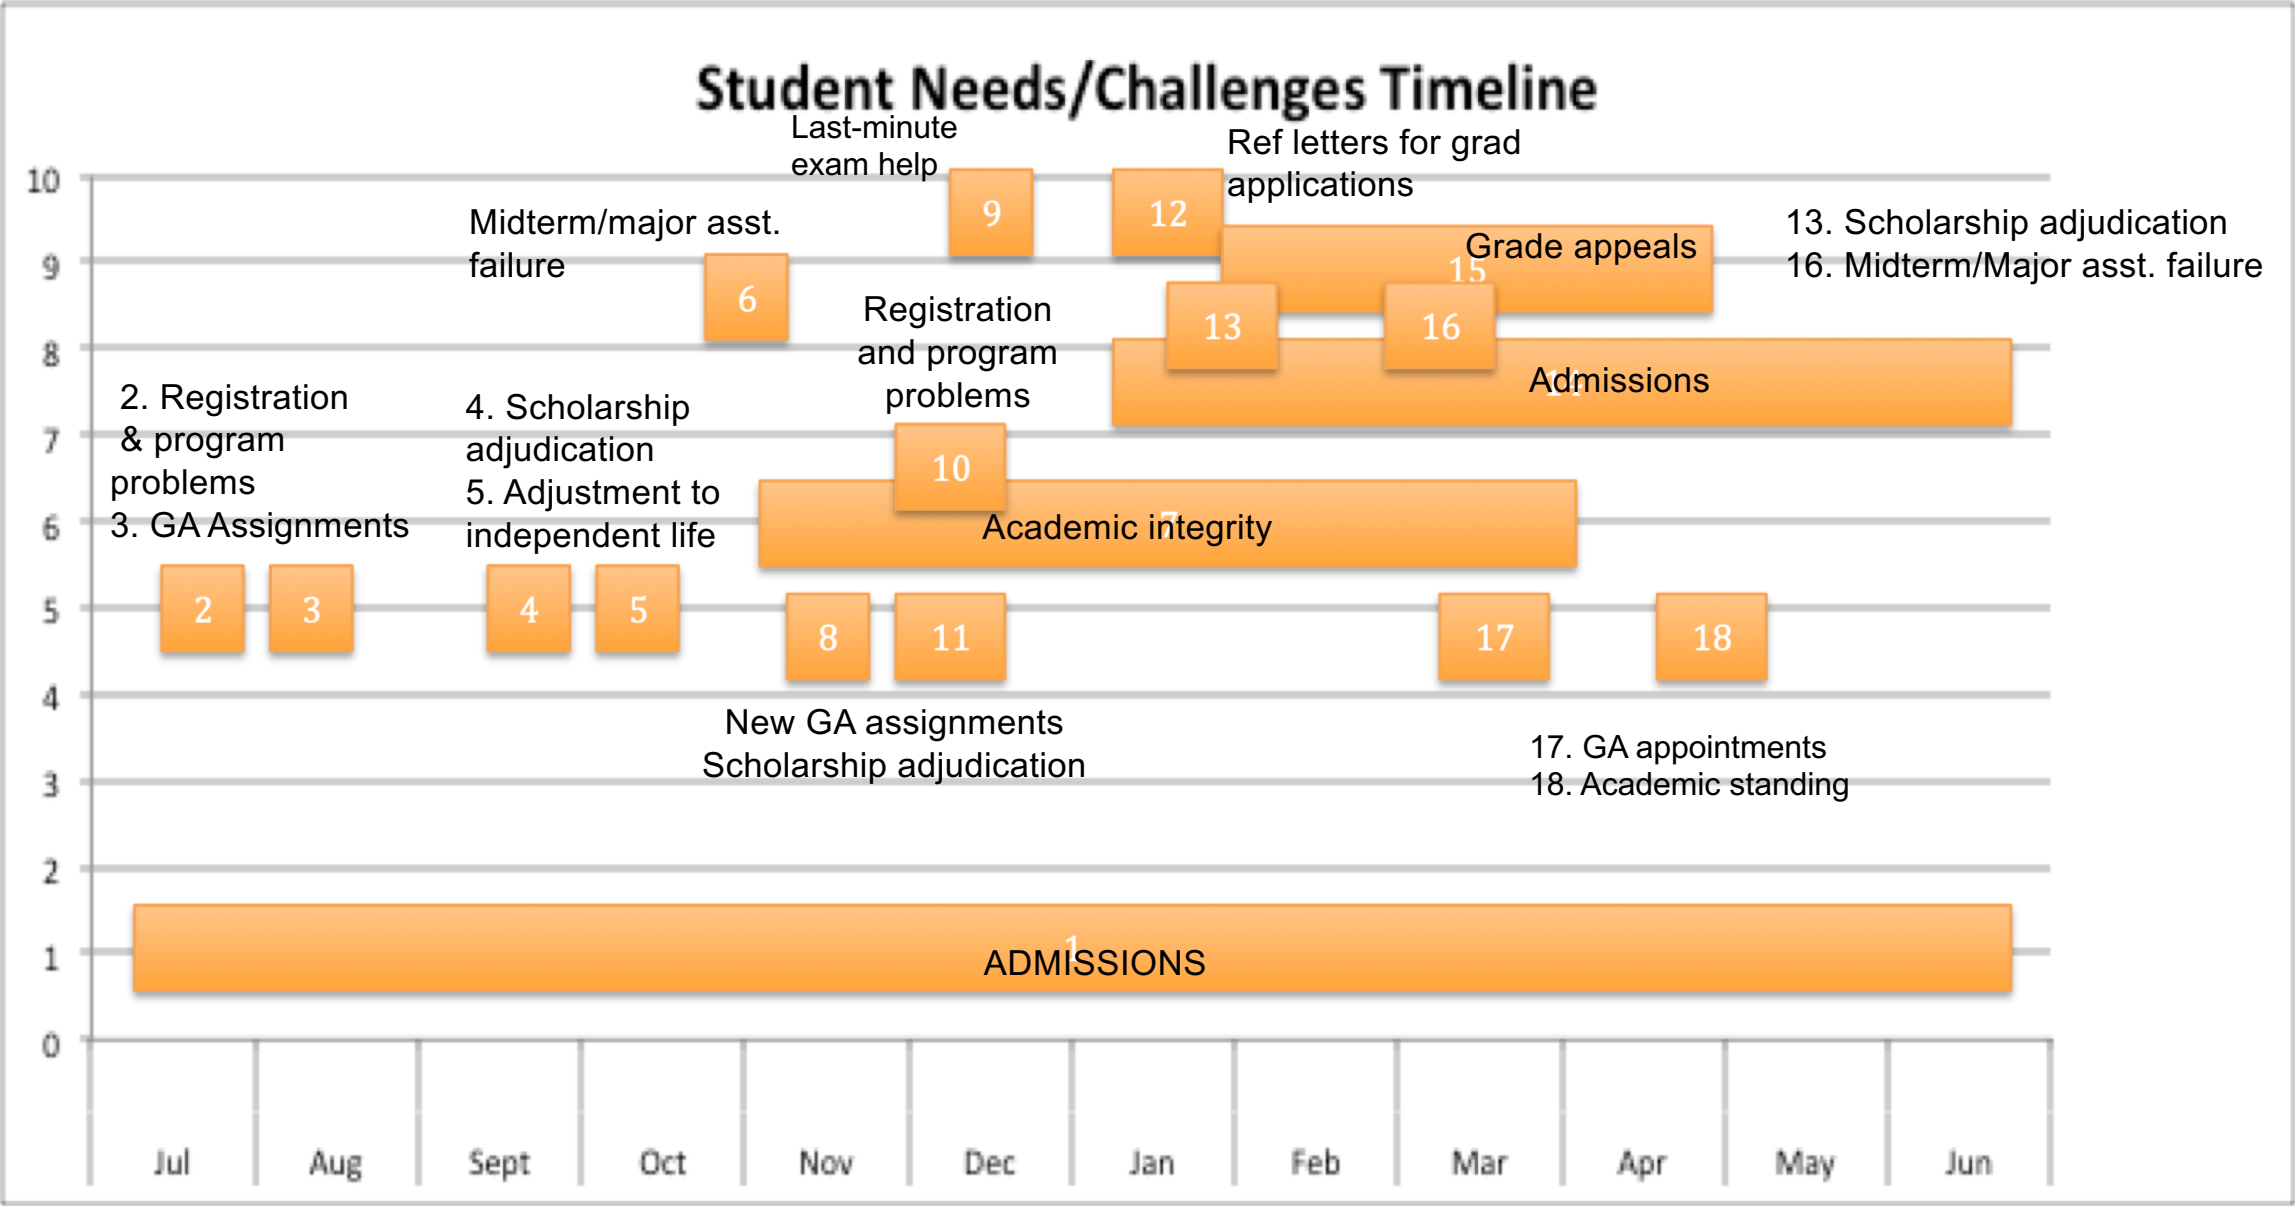 Student Needs/Challenges Timeline
Last-minute
exam help
Ref letters for grad
applications
10
9
12
Midterm/major asst.
failure
13. Scholarship adjudication
16. Midterm/Major asst. failure
Grade appeals
15
9
6
Registration
and program
problems
13
16
8
Admissions
14
2. Registration
& program
problems
3. GA Assignments
4. Scholarship
adjudication
5. Adjustment to
independent life
7
10
6
Academic integrity
7
5
2
3
4
5
8
11
17
18
4
New GA assignments
Scholarship adjudication
17. GA appointments
18. Academic standing
3
2
1
1
ADMISSIONS
0
Jul
Aug
Sept
Oct
Nov
Dec
Jan
Feb
Mar
Apr
May
Jun